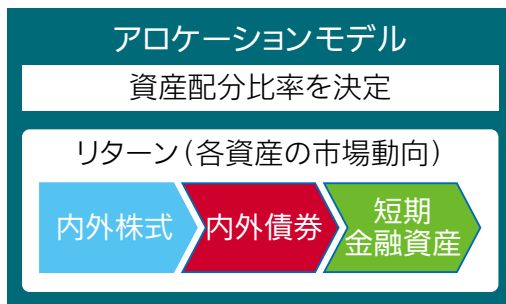 アロケーションモデル
資産配分比率を決定
リターン（各資産の市場動向）
内外株式
内外債券
短期
金融資産